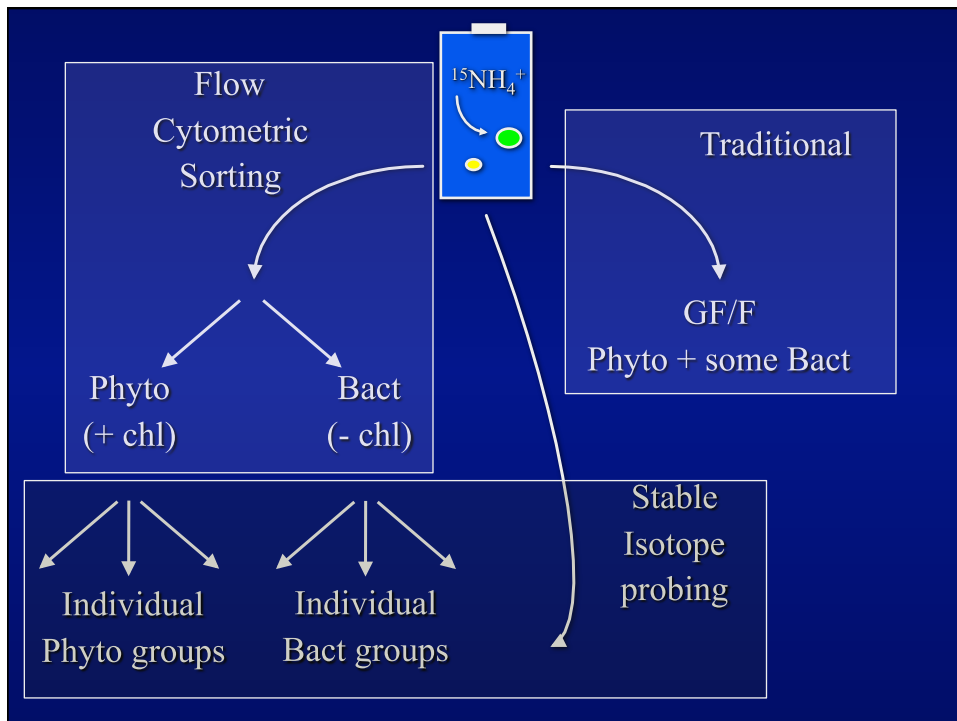 ¹⁵NH₄⁺
Flow
Cytometric
Sorting
Traditional
GF/F
Phyto + some Bact
Phyto
(+ chl)
Bact
(- chl)
Stable
Isotope
probing
Individual
Phyto groups
Individual
Bact groups